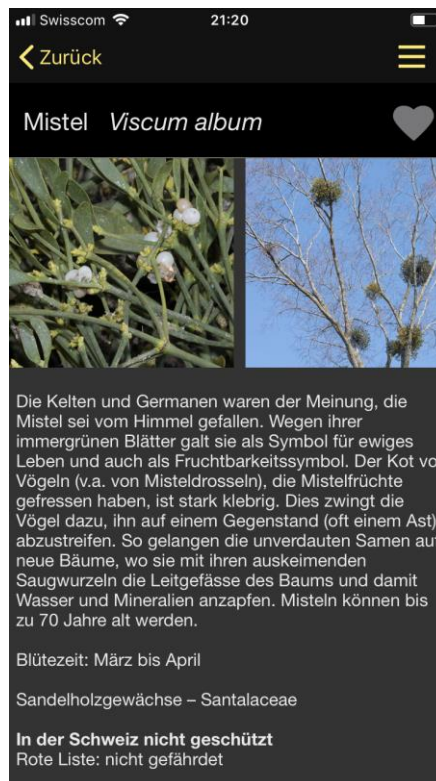 Swisscom 21:20
Zurück
Mistel Viscum album
Die Kelten und Germanen waren der Meinung, die
Mistel sei vom Himmel gefallen. Wegen ihrer
immergrünen Blätter galt sie als Symbol für ewiges
Leben und auch als Fruchtbarkeitssymbol. Der Kot vo
Vögeln (v.a. von Misteldrosseln), die Mistelfrüchte
gefressen haben, ist stark klebrig. Dies zwingt die
Vögel dazu, ihn auf einem Gegenstand (oft einem Ast)
abzustreifen. So gelangen die unverdauten Samen auf
neue Bäume, wo sie mit ihren auskeimenden
Saugwurzeln die Leitgefässe des Baums und damit
Wasser und Mineralien anzapfen. Misteln können bis
zu 70 Jahre alt werden.
Blütezeit: März bis April
Sandelholzgewächse – Santalaceae
In der Schweiz nicht geschützt
Rote Liste: nicht gefährdet